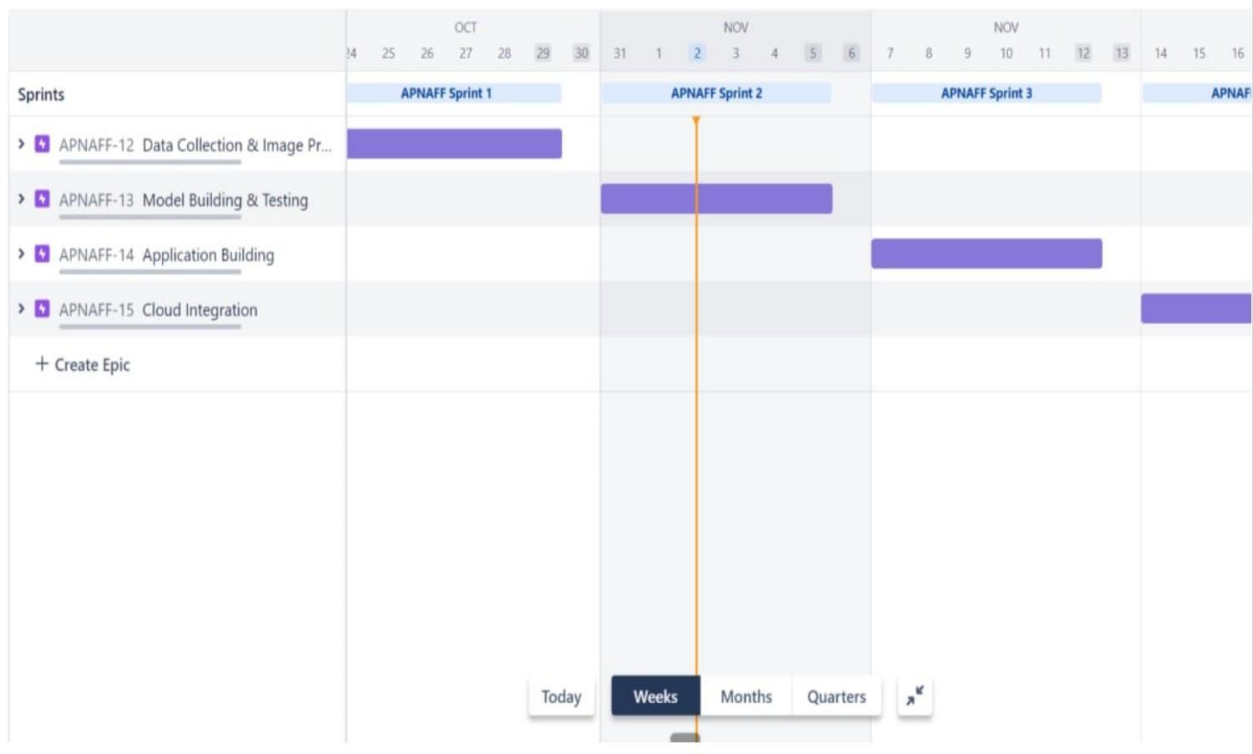 OCT NOV NOV
24 25 26 27 28 29 30 31 1 2 3 4 5 6 7 8 9 10 11 12 13 14 15 16
Sprints APNAFF Sprint 1 APNAFF Sprint 2 APNAFF Sprint 3 APNAF
APNAFF-12 Data Collection & Image Pr...
APNAFF-13 Model Building & Testing
APNAFF-14 Application Building
APNAFF-15 Cloud Integration
+ Create Epic
Today Weeks Months Quarters